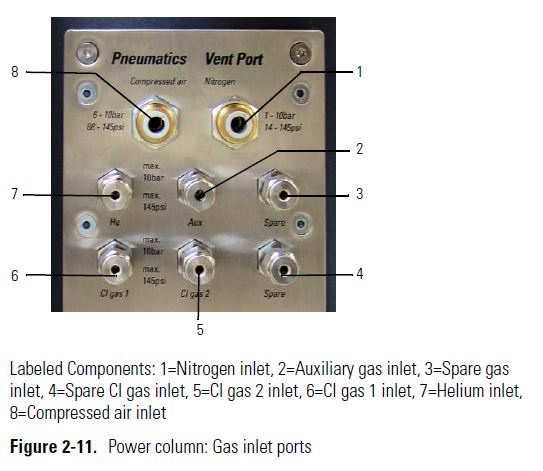 Pneumatics Vent Port
Compressed air Nitrogen
8 1
6 - 10bar 1 - 10bar
88 - 145psi 14 - 145psi
2
max.
10bar
7 3
max.
145psi
He Aux Spare
max.
10bar
6 4
max.
145psi
CI gas 1 CI gas 2 Spare
5
Labeled Components: 1=Nitrogen inlet, 2=Auxiliary gas inlet, 3=Spare gas
inlet, 4=Spare CI gas inlet, 5=CI gas 2 inlet, 6=CI gas 1 inlet, 7=Helium inlet,
8=Compressed air inlet
Figure 2-11. Power column: Gas inlet ports